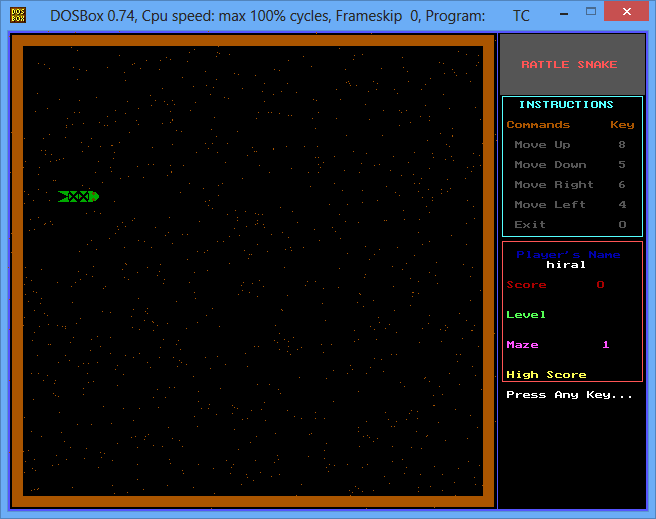 DOS
BOX
DOSBox 0.74, Cpu speed: max 100% cycles, Frameskip 0, Program: TC
RATTLE SNAKE
INSTRUCTIONS
Commands Key
Move Up 8
Move Down 5
Move Right 6
Move Left 4
Exit 0
Player's Name
hiral
Score 0
Level
Maze 1
High Score
Press Any Key...